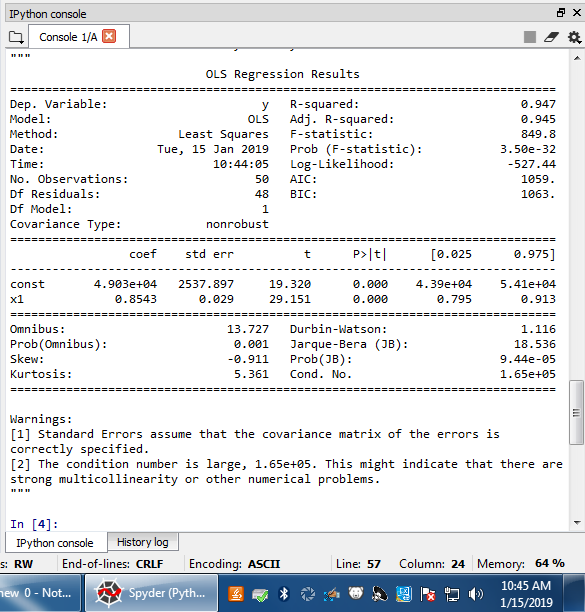 IPython console
Console 1/A
"""
OLS Regression Results
==============================================================================
Dep. Variable: y R-squared: 0.947
Model: OLS Adj. R-squared: 0.945
Method: Least Squares F-statistic: 849.8
Date: Tue, 15 Jan 2019 Prob (F-statistic): 3.50e-32
Time: 10:44:05 Log-Likelihood: -527.44
No. Observations: 50 AIC: 1059.
Df Residuals: 48 BIC: 1063.
Df Model: 1
Covariance Type: nonrobust
==============================================================================
coef std err t P>|t| [0.025 0.975]
------------------------------------------------------------------------------
const 4.903e+04 2537.897 19.320 0.000 4.39e+04 5.41e+04
x1 0.8543 0.029 29.151 0.000 0.795 0.913
==============================================================================
Omnibus: 13.727 Durbin-Watson: 1.116
Prob(Omnibus): 0.001 Jarque-Bera (JB): 18.536
Skew: -0.911 Prob(JB): 9.44e-05
Kurtosis: 5.361 Cond. No. 1.65e+05
==============================================================================
Warnings:
[1] Standard Errors assume that the covariance matrix of the errors is
correctly specified.
[2] The condition number is large, 1.65e+05. This might indicate that there are
strong multicollinearity or other numerical problems.
"""
In [4]:
IPython console History log
s: RW End-of-lines: CRLF Encoding: ASCII Line: 57 Column: 24 Memory: 64 %
new 0 - Not... Spyder (Pyth... 10:45 AM
1/15/2019